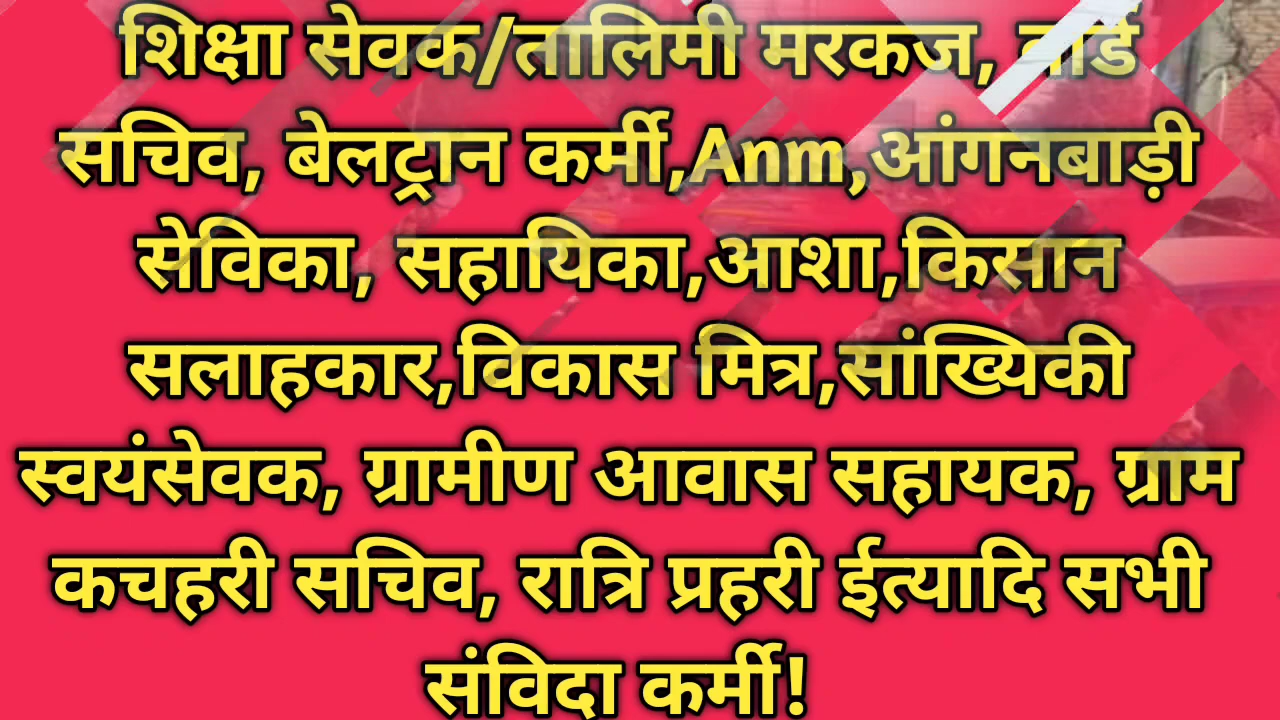 शिक्षा सेवक/तालिमी मरकज, वार्ड
सचिव, बेलट्रान कर्मी,Anm,आंगनबाड़ी
सेविका, सहायिका,आशा,किसान
सलाहकार,विकास मित्र,सांख्यिकी
स्वयंसेवक, ग्रामीण आवास सहायक, ग्राम
कचहरी सचिव, रात्रि प्रहरी ईत्यादि सभी
संविदा कर्मी!